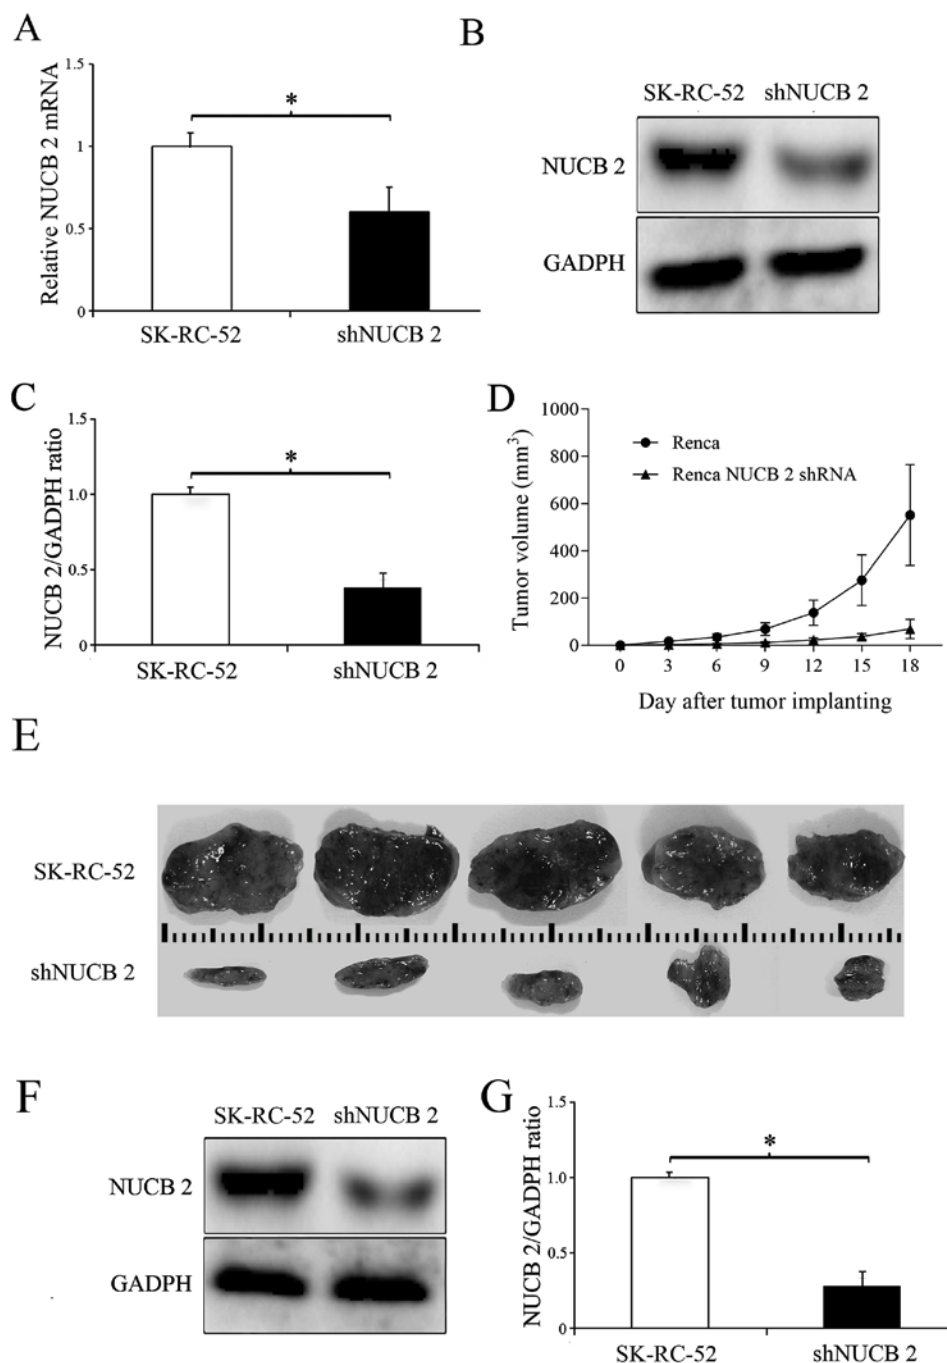 A
Relative NUCB 2 mRNA
1.5
1
0.5
0
*
SK-RC-52
shNUCB 2
B
SK-RC-52 shNUCB 2
NUCB 2
GADPH
C
NUCB 2/GADPH ratio
1.5
1.0
0.5
0
*
SK-RC-52
shNUCB 2
D
Tumor volume (mm³)
1000
800
600
400
200
0
Renca
Renca NUCB 2 shRNA
0 3 6 9 12 15 18
Day after tumor implanting
E
SK-RC-52
shNUCB 2
F
SK-RC-52 shNUCB 2
NUCB 2
GADPH
G
NUCB 2/GADPH ratio
1.5
1.0
0.5
0
*
SK-RC-52
shNUCB 2